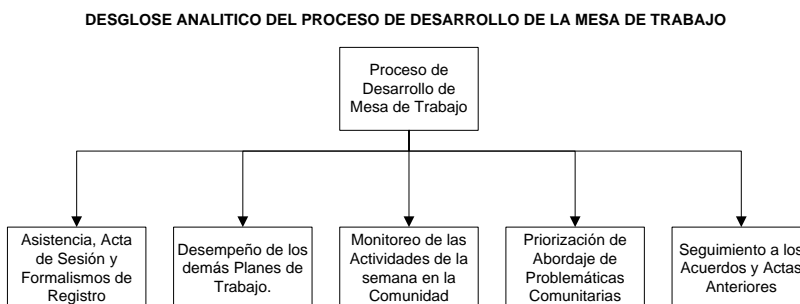 DESGLOSE ANALITICO DEL PROCESO DE DESARROLLO DE LA MESA DE TRABAJO
Proceso de
Desarrollo de
Mesa de Trabajo
Asistencia, Acta
de Sesión y
Formalismos de
Registro
Desempeño de los
demás Planes de
Trabajo.
Monitoreo de las
Actividades de la
semana en la
Comunidad
Priorización de
Abordaje de
Problemáticas
Comunitarias
Seguimiento a los
Acuerdos y Actas
Anteriores